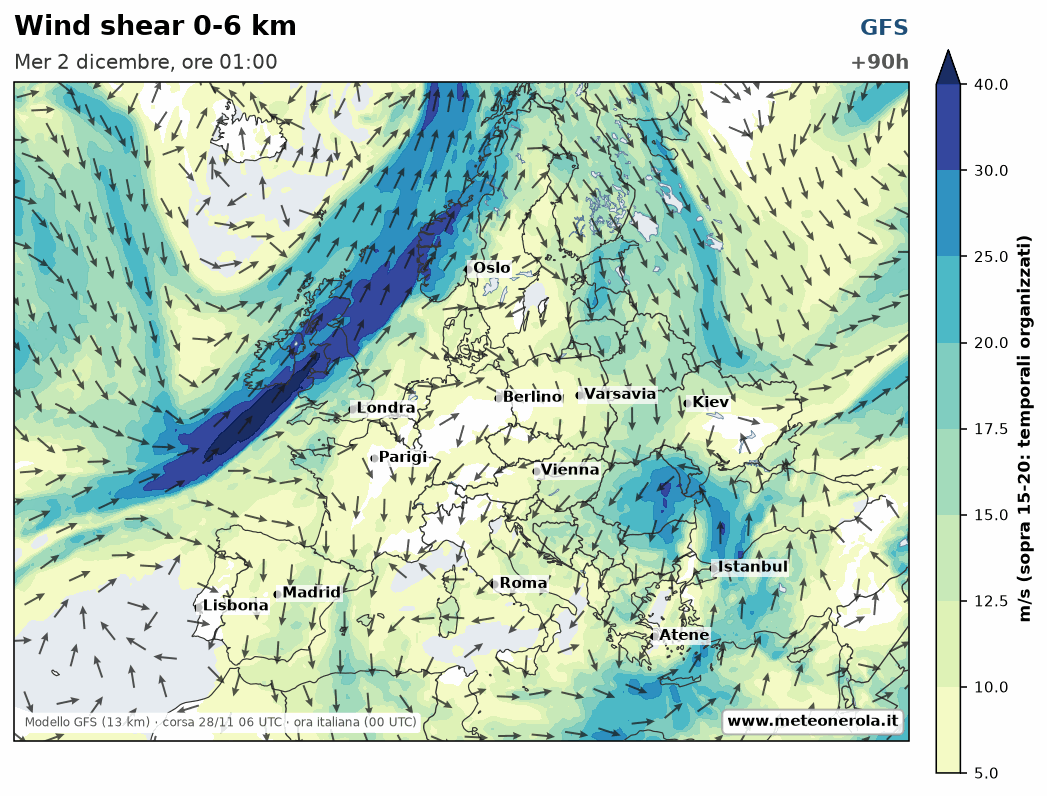 Wind shear 0-6 km
GFS
Mer 2 dicembre, ore 01:00
+90h
40.0
30.0
25.0
20.0
17.5
15.0
12.5
10.0
5.0
m/s (sopra 15-20: temporali organizzati)
Oslo
Londra
Berlino
Varsavia
Kiev
Parigi
Vienna
Istanbul
Roma
Madrid
Lisbona
Atene
Modello GFS (13 km) · corsa 28/11 06 UTC · ora italiana (00 UTC)
www.meteonerola.it